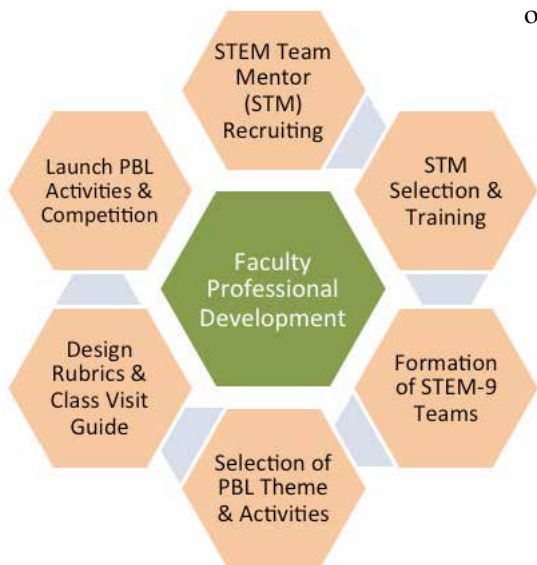 o
STEM Team
Mentor
(STM)
Recruiting
STM
Selection &
Training
Formation
of STEM-9
Teams
Selection of
PBL Theme
& Activities
Design
Rubrics &
Class Visit
Guide
Launch PBL
Activities &
Competition
Faculty
Professional
Development